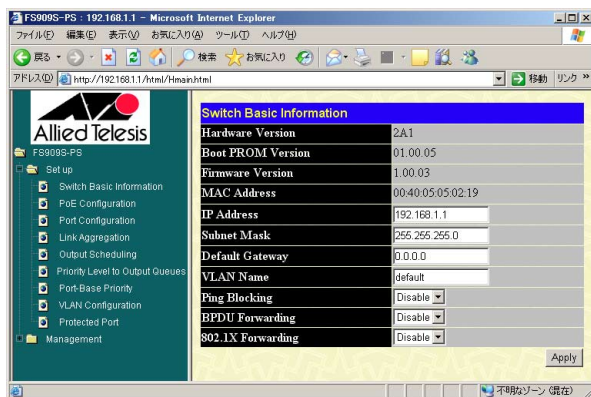 FS909S-PS : 192.168.1.1 - Microsoft Internet Explorer
ファイル(F) 編集(E) 表示(V) お気に入り(A) ツール(T) ヘルプ(H)
戻る 検索 お気に入り
アドレス(D) http://192.168.1.1/html/Hmain.html 移動 リンク »
Allied Telesis
FS909S-PS
Set up
Switch Basic Information
PoE Configuration
Port Configuration
Link Aggregation
Output Scheduling
Priority Level to Output Queues
Port-Base Priority
VLAN Configuration
Protected Port
Management
Switch Basic Information
Hardware Version 2A1
Boot PROM Version 01.00.05
Firmware Version 1.00.03
MAC Address 00:40:05:05:02:19
IP Address 192.168.1.1
Subnet Mask 255.255.255.0
Default Gateway 0.0.0.0
VLAN Name default
Ping Blocking Disable
BPDU Forwarding Disable
802.1X Forwarding Disable
Apply
不明なゾーン (混在)